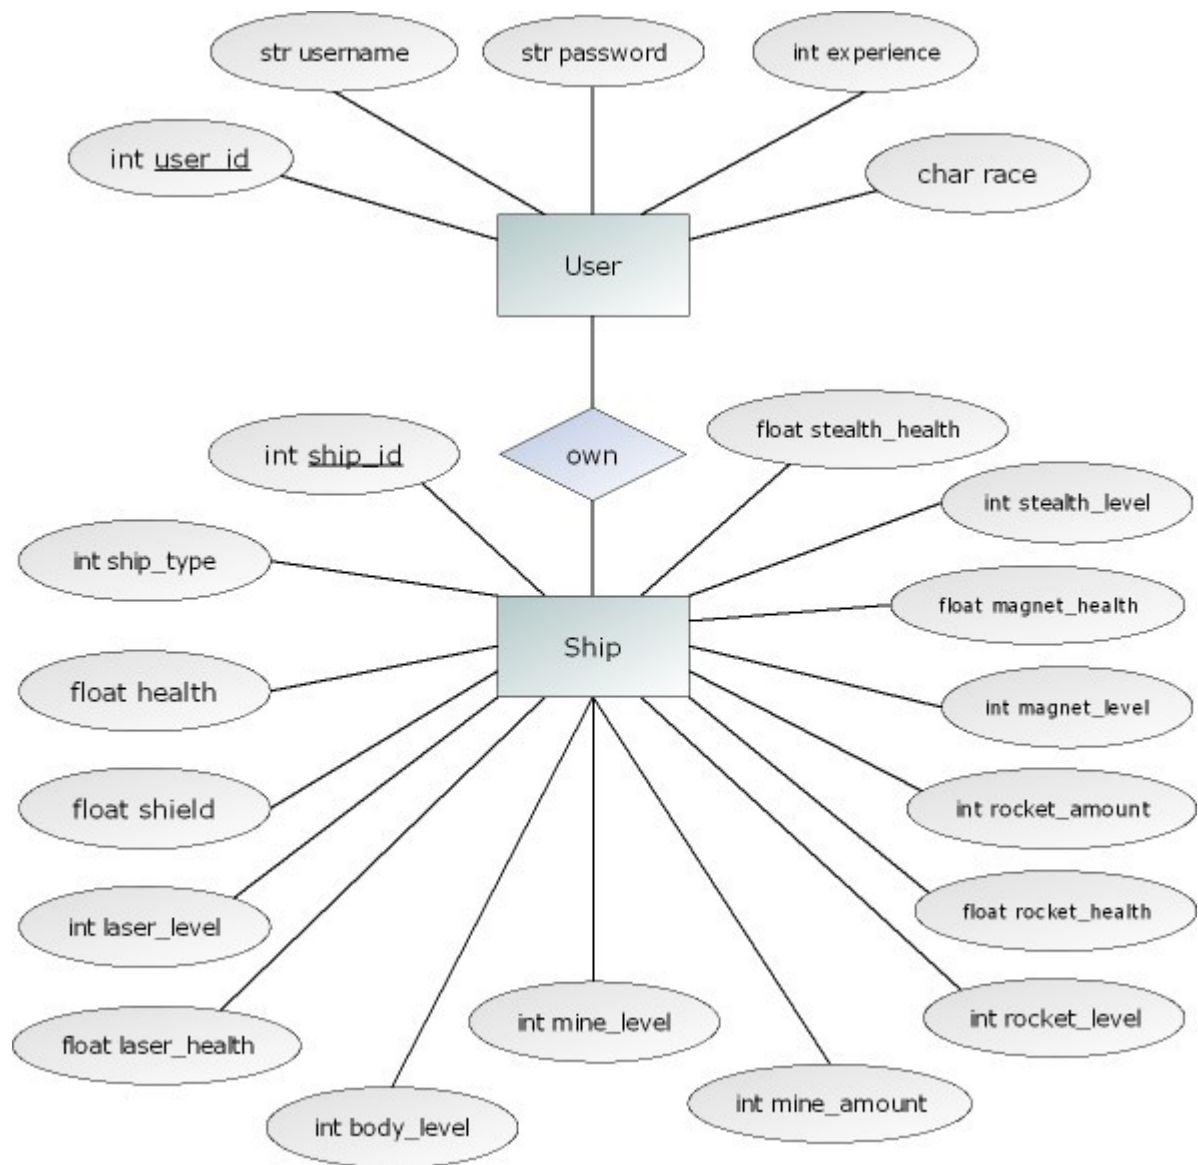 str username
str password
int experience
int user_id
char race
User
own
float stealth_health
int ship_id
int stealth_level
int ship_type
float magnet_health
Ship
float health
int magnet_level
float shield
int rocket_amount
float rocket_health
int laser_level
int rocket_level
int mine_level
float laser_health
int mine_amount
int body_level